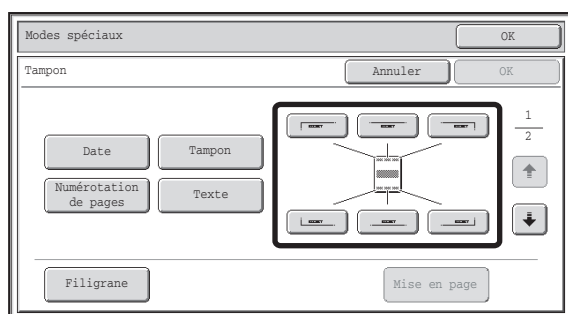 Modes spéciaux
OK
Tampon
Annuler
OK
Date
Tampon
Numérotation
de pages
Texte
1
2
Filigrane
Mise en page